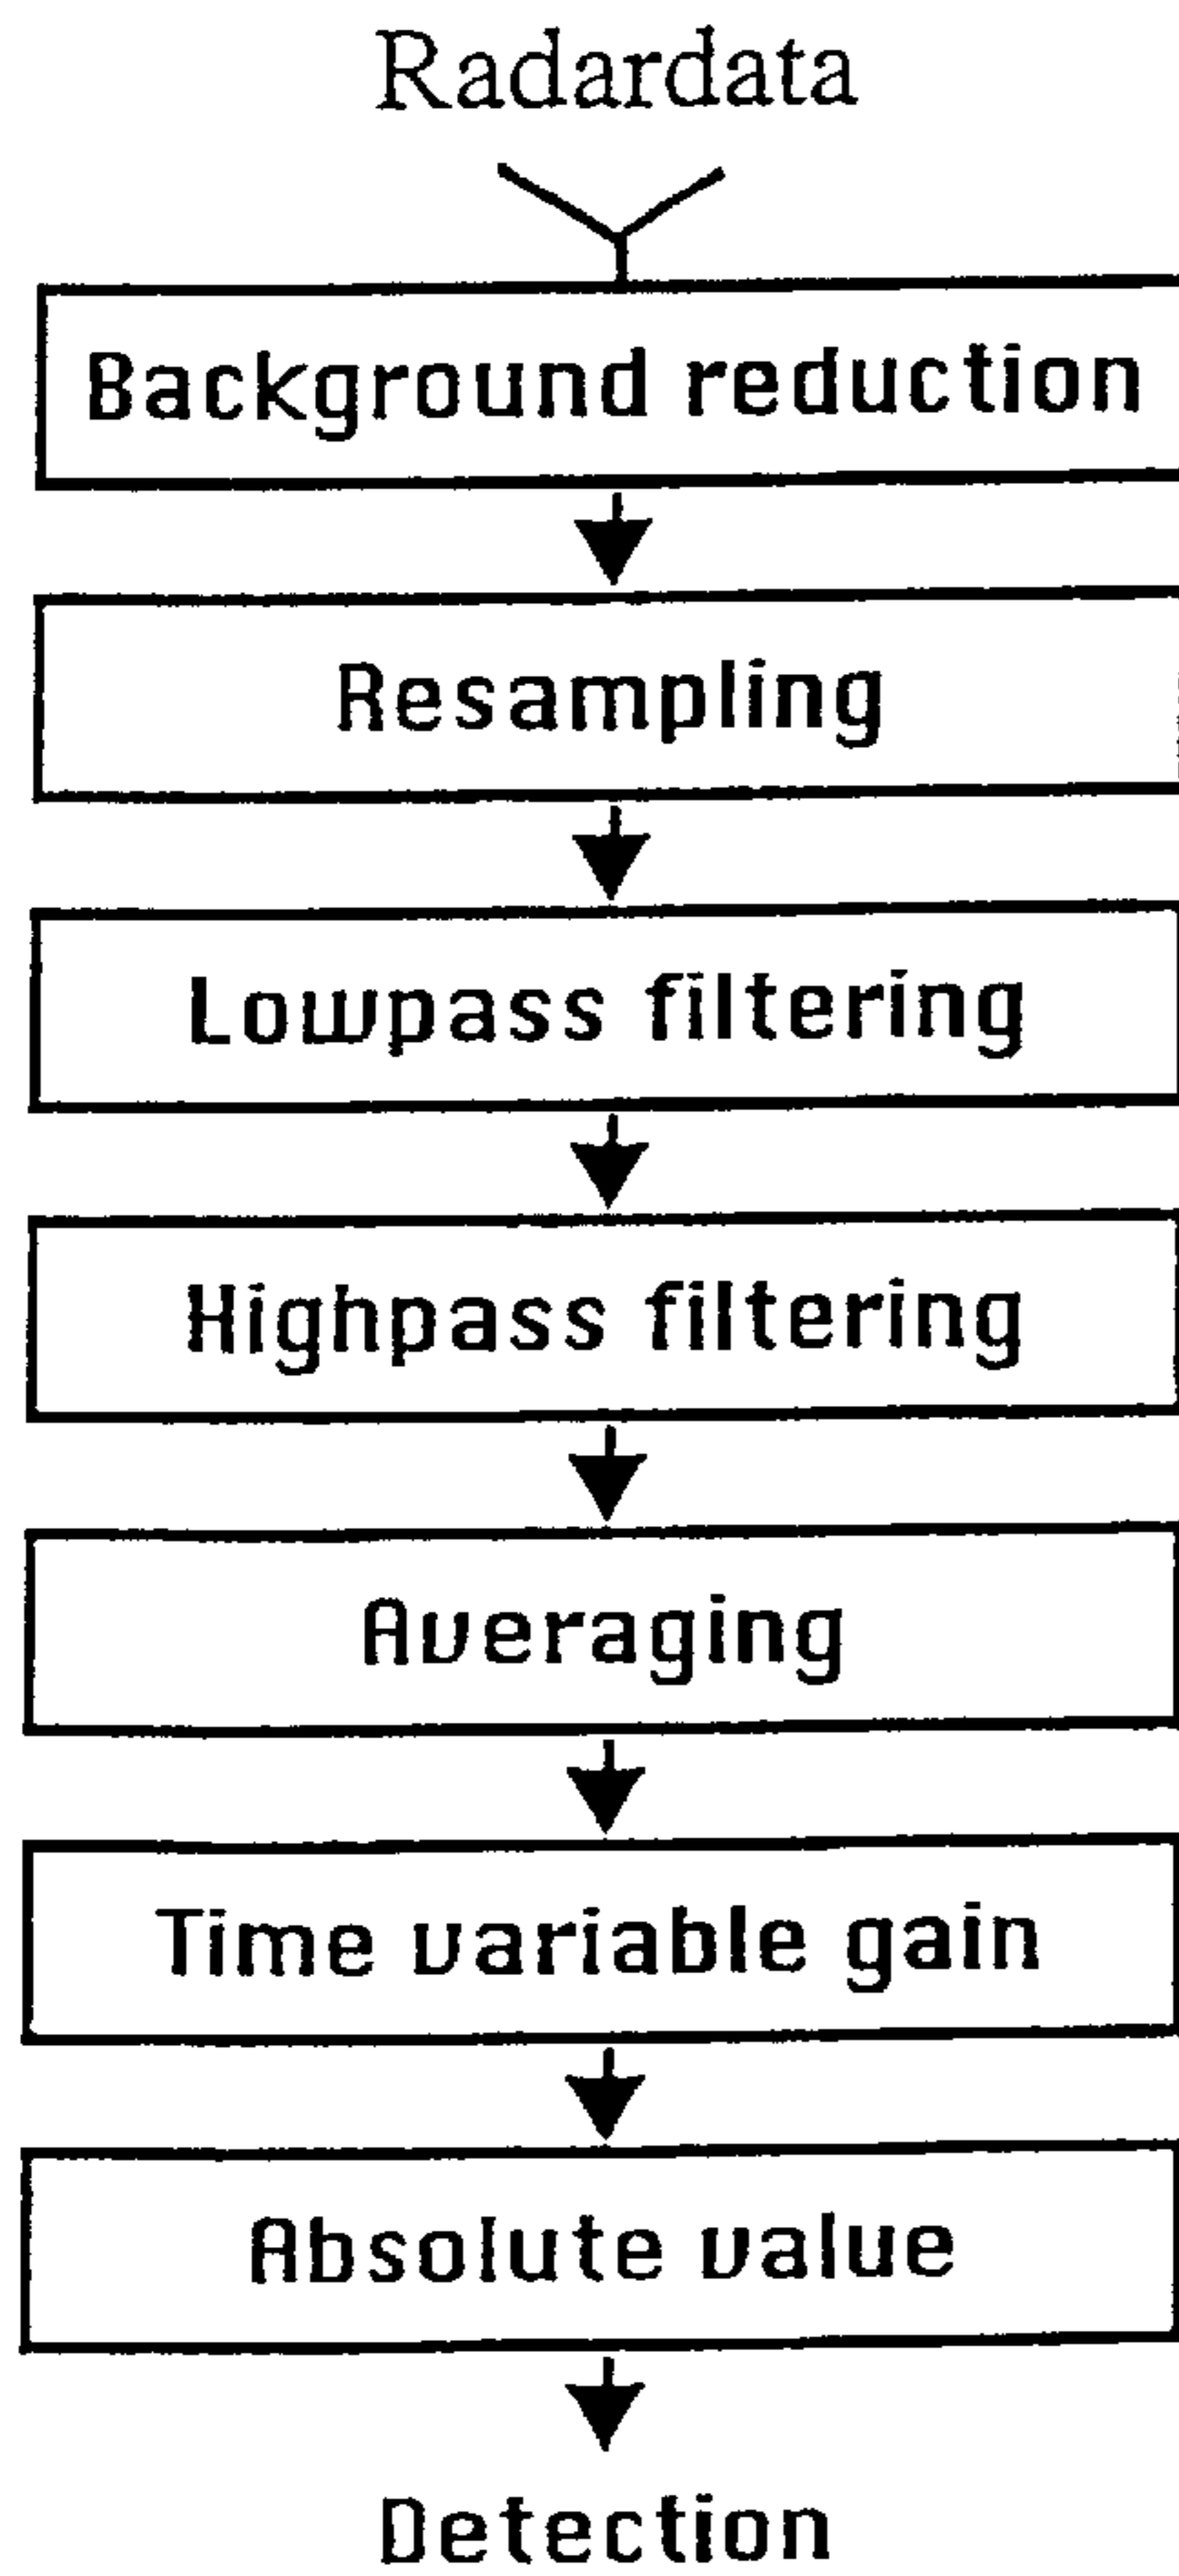 Radardata
Background reduction
Resampling
Lowpass filtering
Highpass filtering
Averaging
Time variable gain
Absolute value
Detection